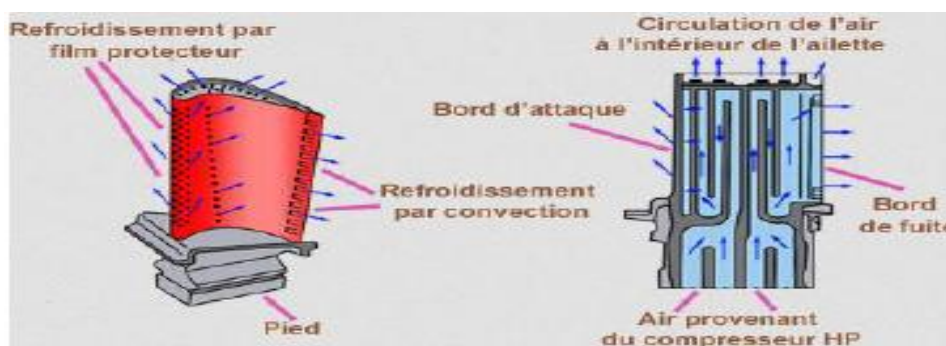 Refroidissement par
film protecteur
Refroidissement
par convection
Pied
Circulation de l'air
à l'intérieur de l'ailette
Bord d'attaque
Bord
de fuite
Air provenant
du compresseur HP